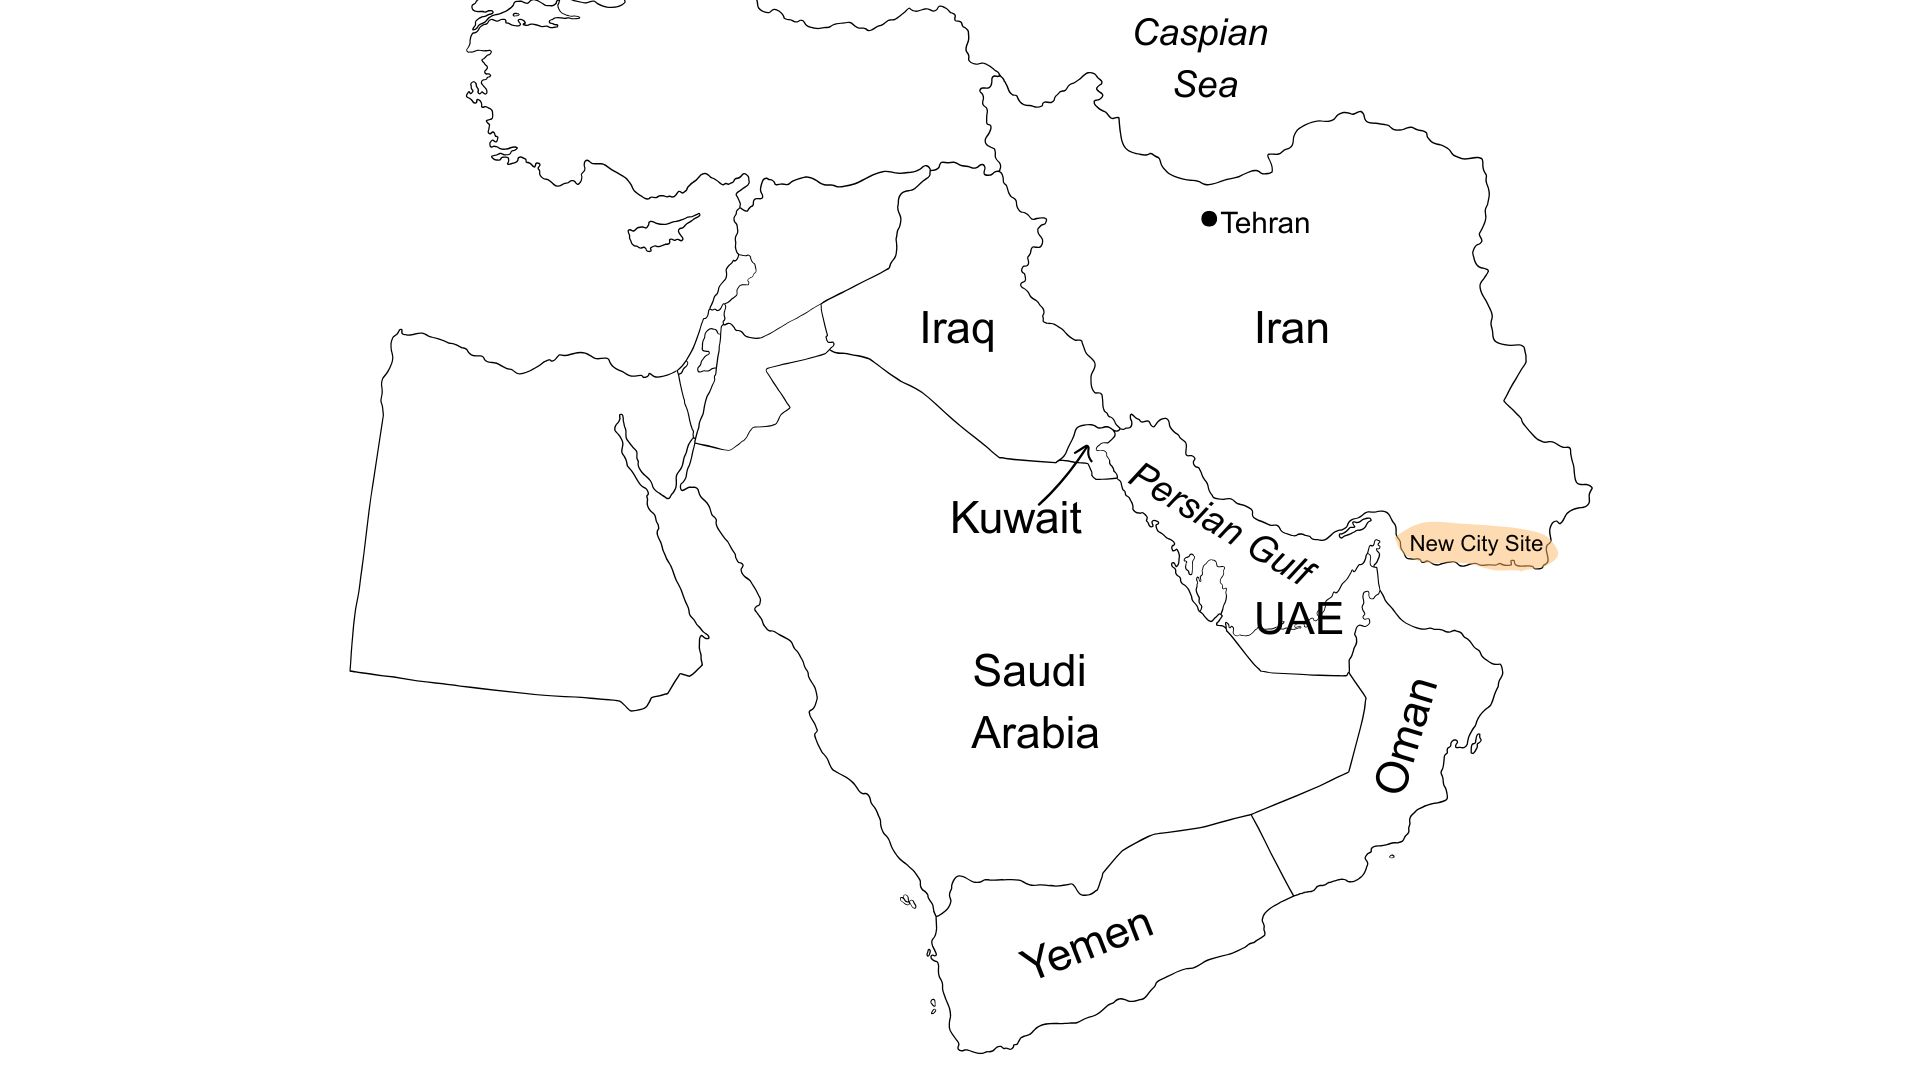 Caspian
Sea
Tehran
Iraq
Iran
Kuwait
Persian Gulf
New City Site
UAE
Saudi
Arabia
Oman
Yemen